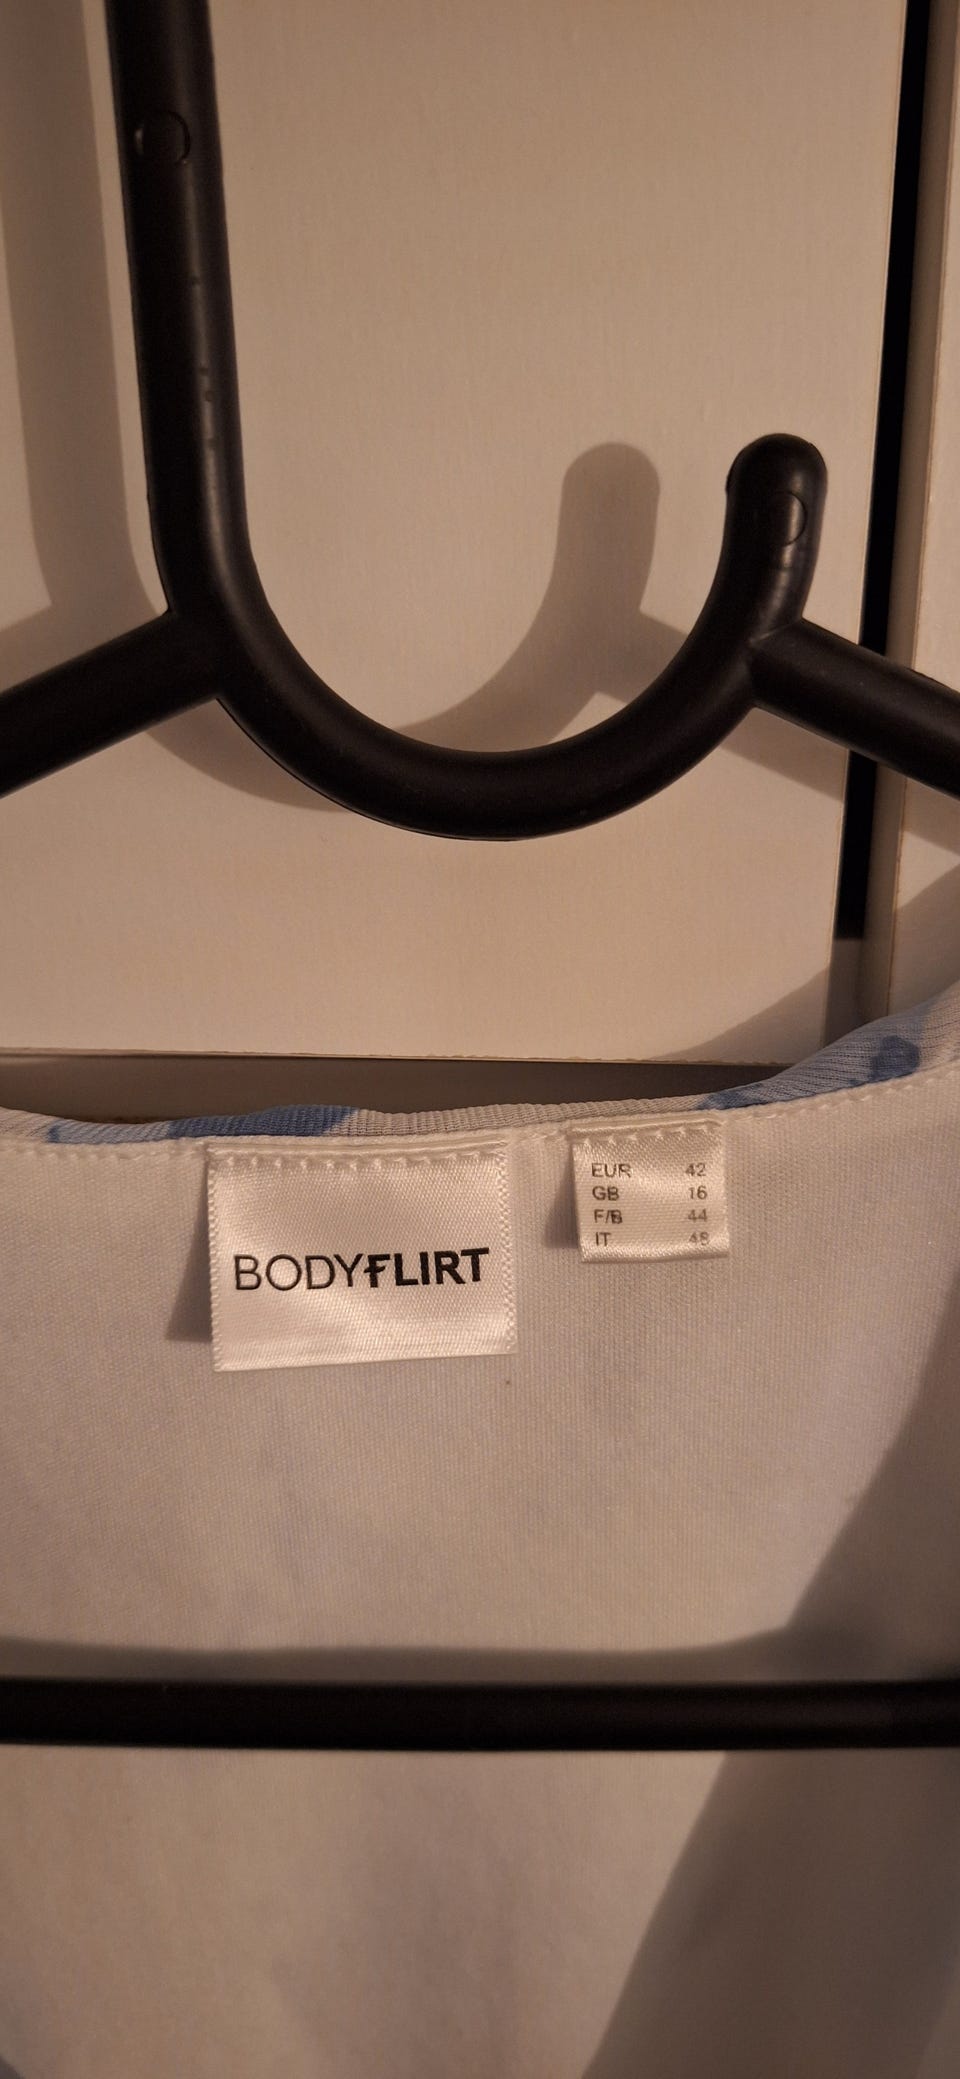 BODYFLIRT
EUR 42
GB 16
F/B 44
IT 48